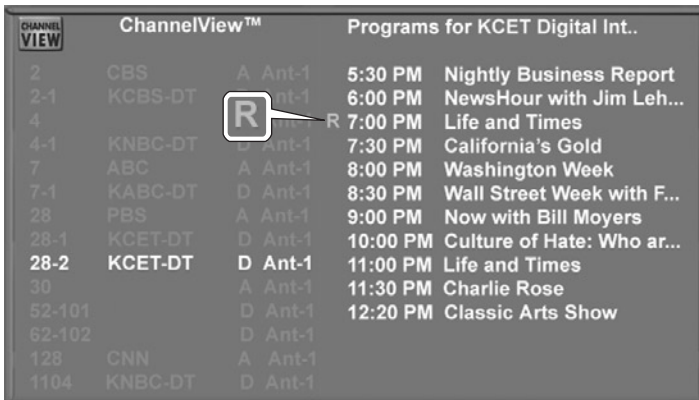 CHANNEL VIEW
ChannelView™
2 CBS A Ant-1
2-1 KCBS-DT Ant-1
4 Ant-1
4-1 KNBC-DT D Ant-1
7 ABC A Ant-1
7-1 KABC-DT D Ant-1
28 PBS A Ant-1
28-1 KCET-DT D Ant-1
28-2 KCET-DT D Ant-1
30 A Ant-1
52-101 D Ant-1
62-102 D Ant-1
128 CNN A Ant-1
1104 KNBC-DT D Ant-1
R
Programs for KCET Digital Int..
5:30 PM Nightly Business Report
6:00 PM NewsHour with Jim Leh...
R 7:00 PM Life and Times
7:30 PM California's Gold
8:00 PM Washington Week
8:30 PM Wall Street Week with F...
9:00 PM Now with Bill Moyers
10:00 PM Culture of Hate: Who ar...
11:00 PM Life and Times
11:30 PM Charlie Rose
12:20 PM Classic Arts Show